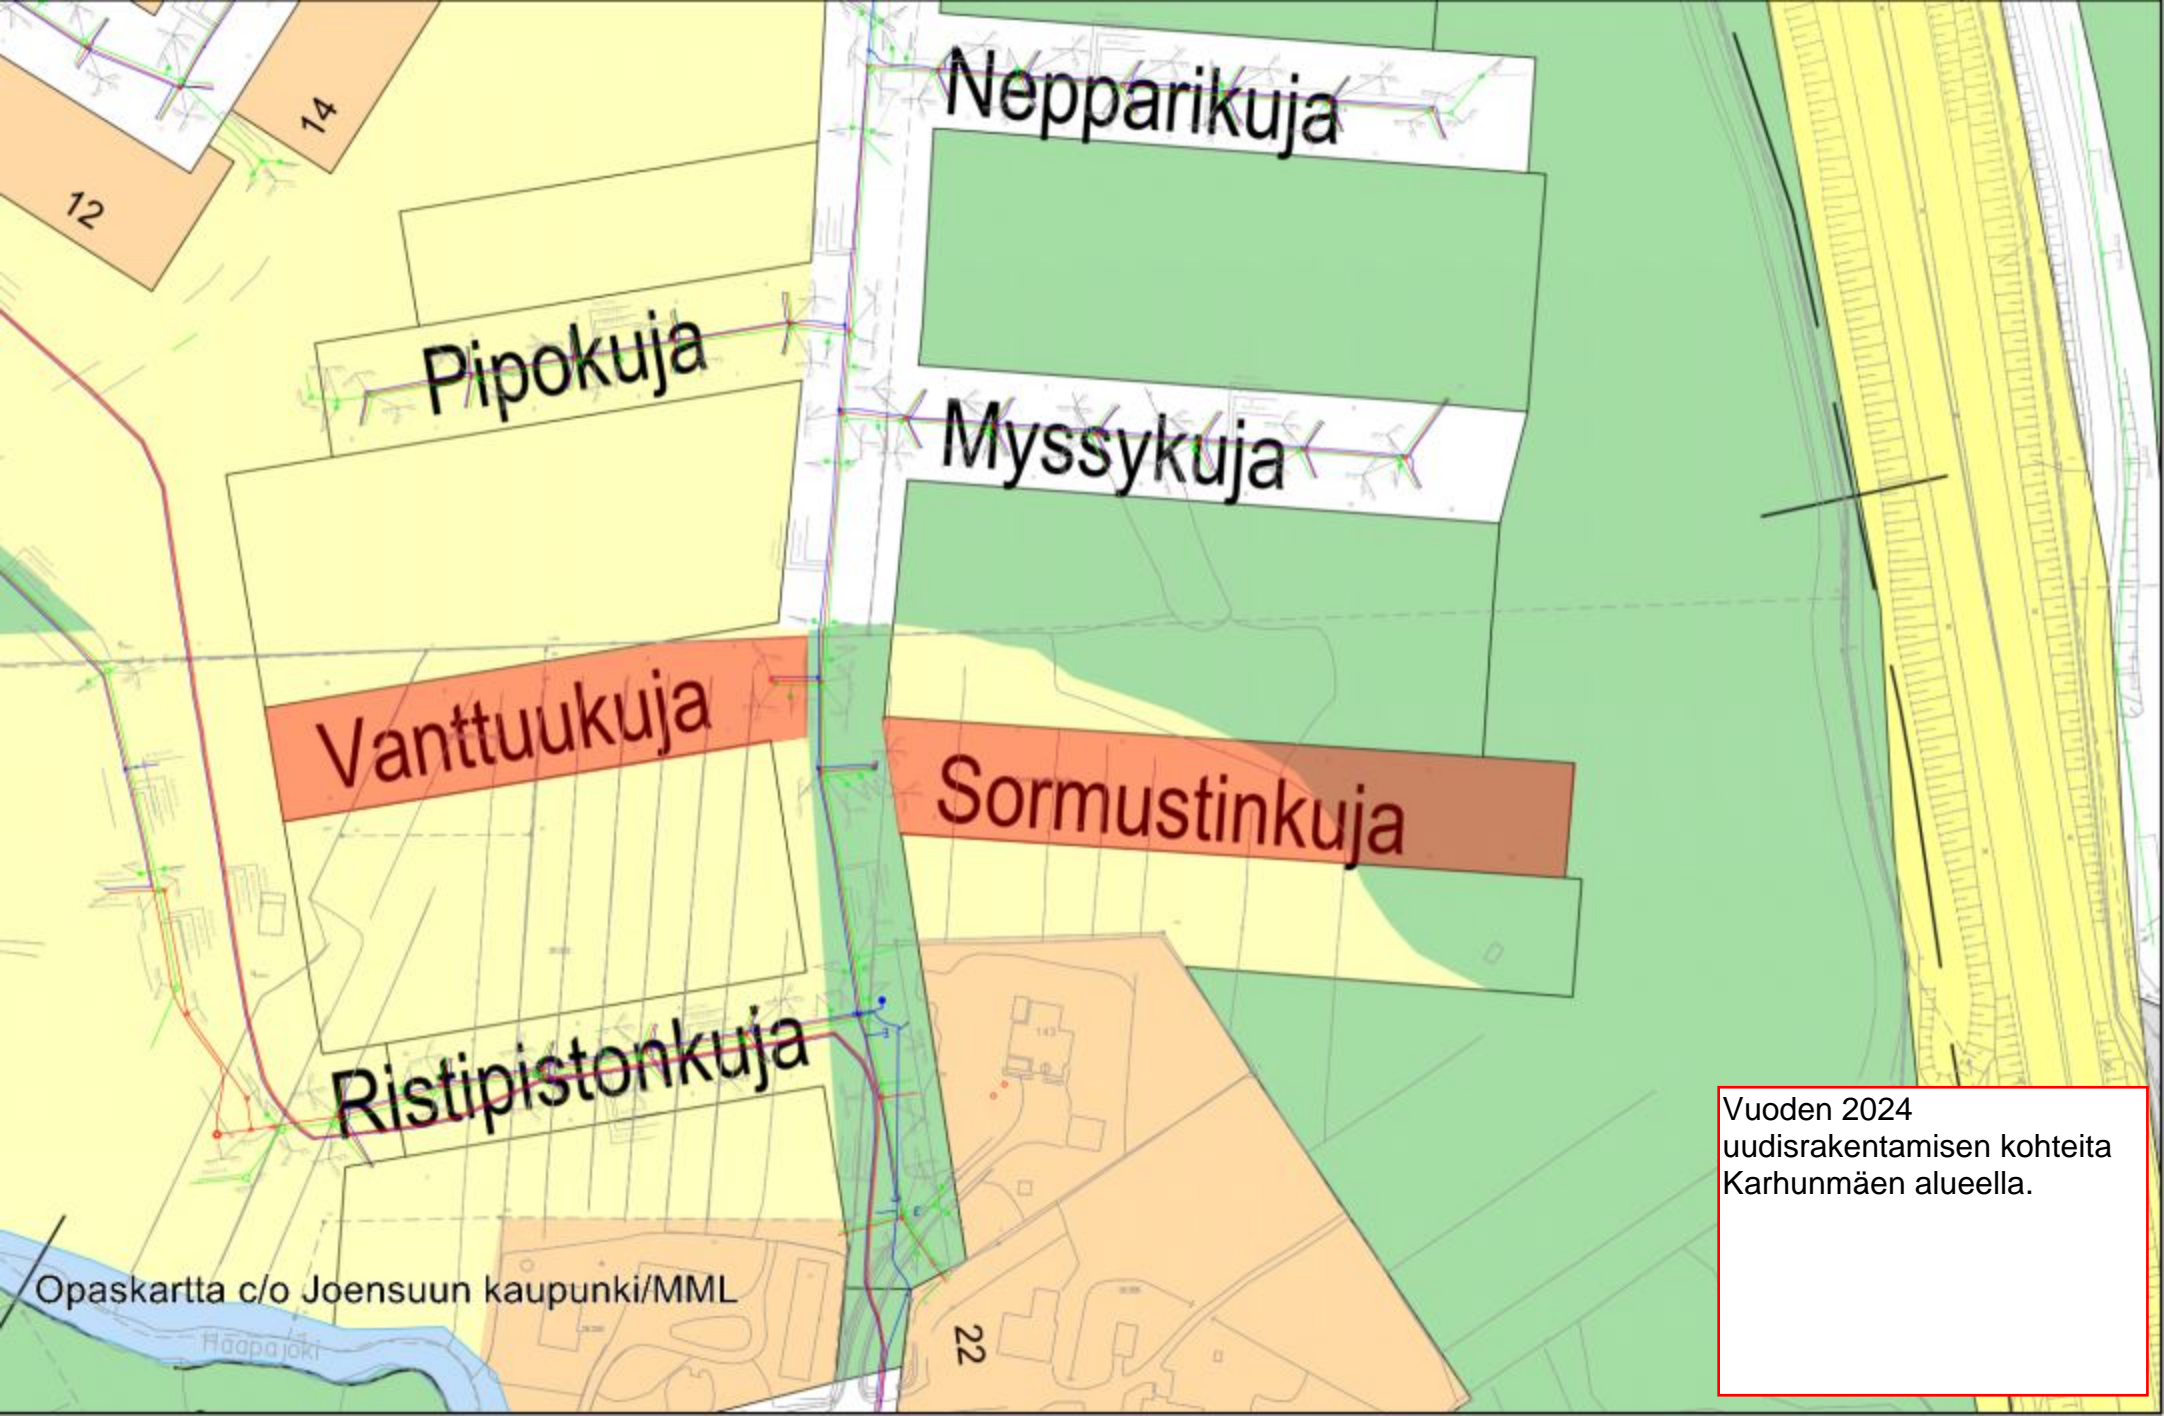 Nepparikuja
14
12
Pipokuja
Myssykuja
Vanttuukuja
Sormustinkuja
143
Ristipistonkuja
Vuoden 2024
uudisrakentamisen kohteita
Karhunmäen alueella.
Opaskartta c/o Joensuun kaupunki/MML
Haapajoki
22